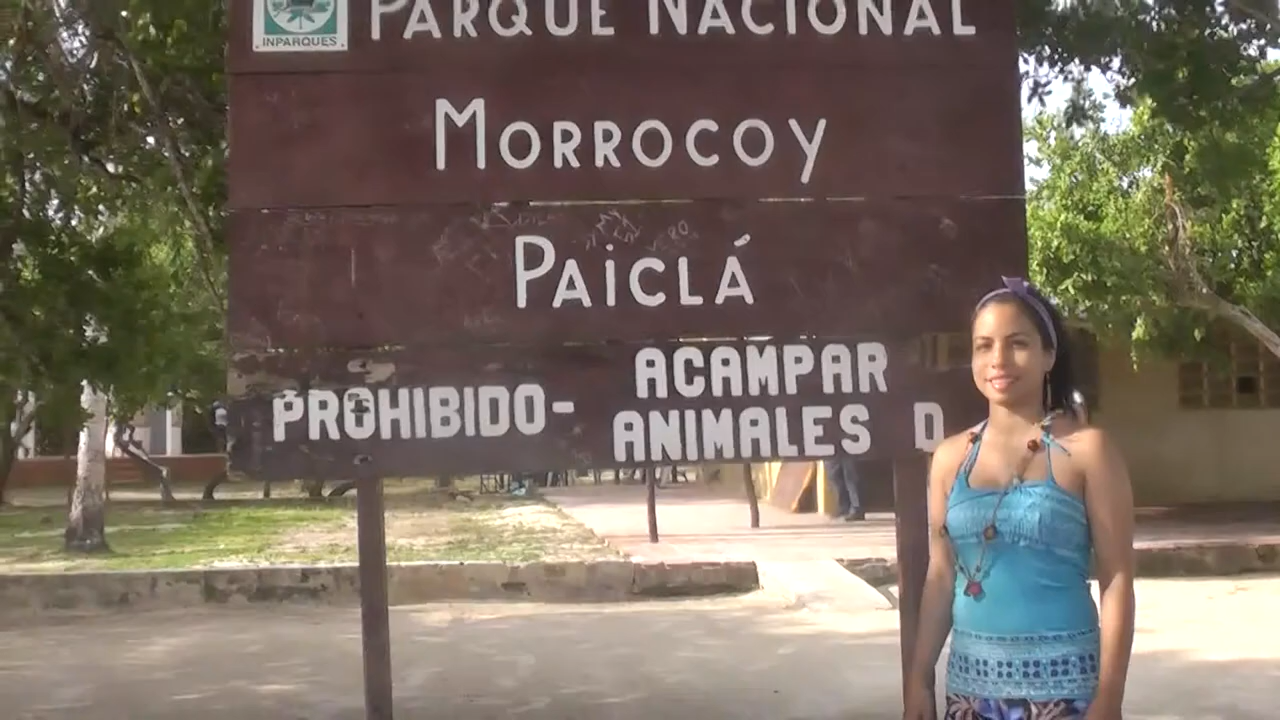 INPARQUES
PARQUE NACIONAL
MORROCOY
PAICLÁ
PROHIBIDO- ACAMPAR
ANIMALES D